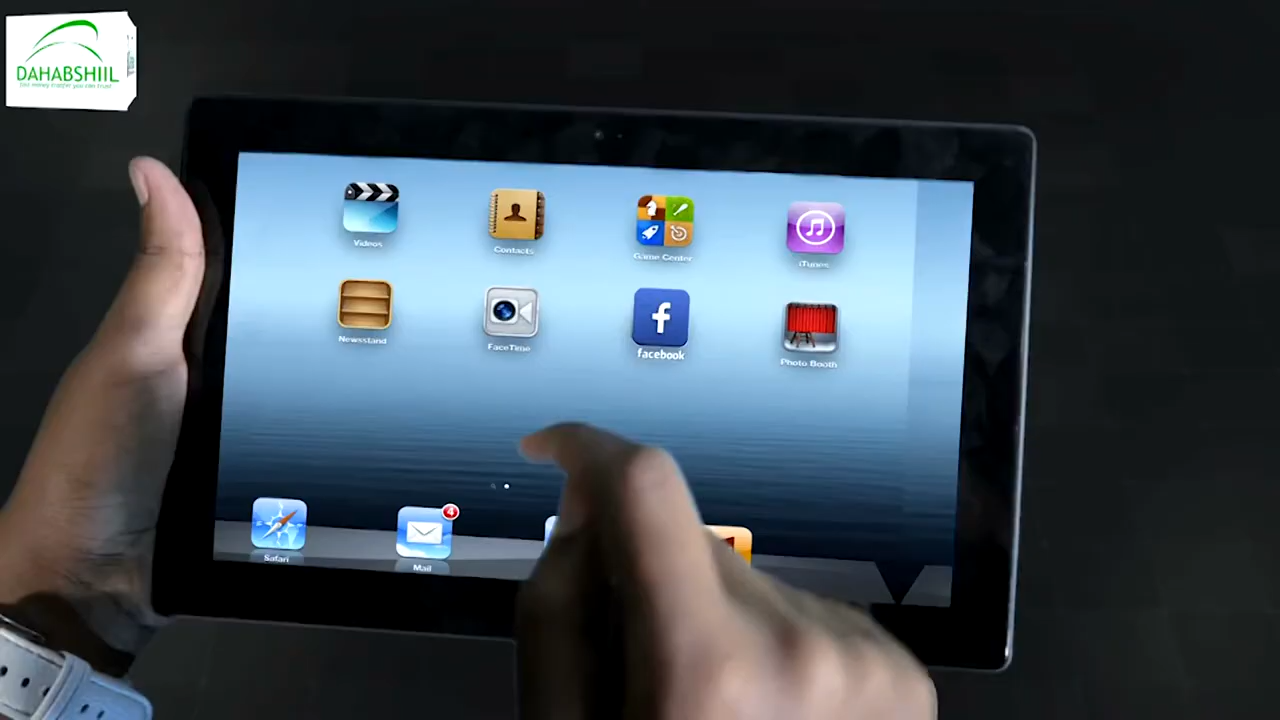 DAHABSHIIL
Videos
Contacts
Game Center
iTunes
Newsstand
FaceTime
facebook
Photo Booth
4
Safari
Mail